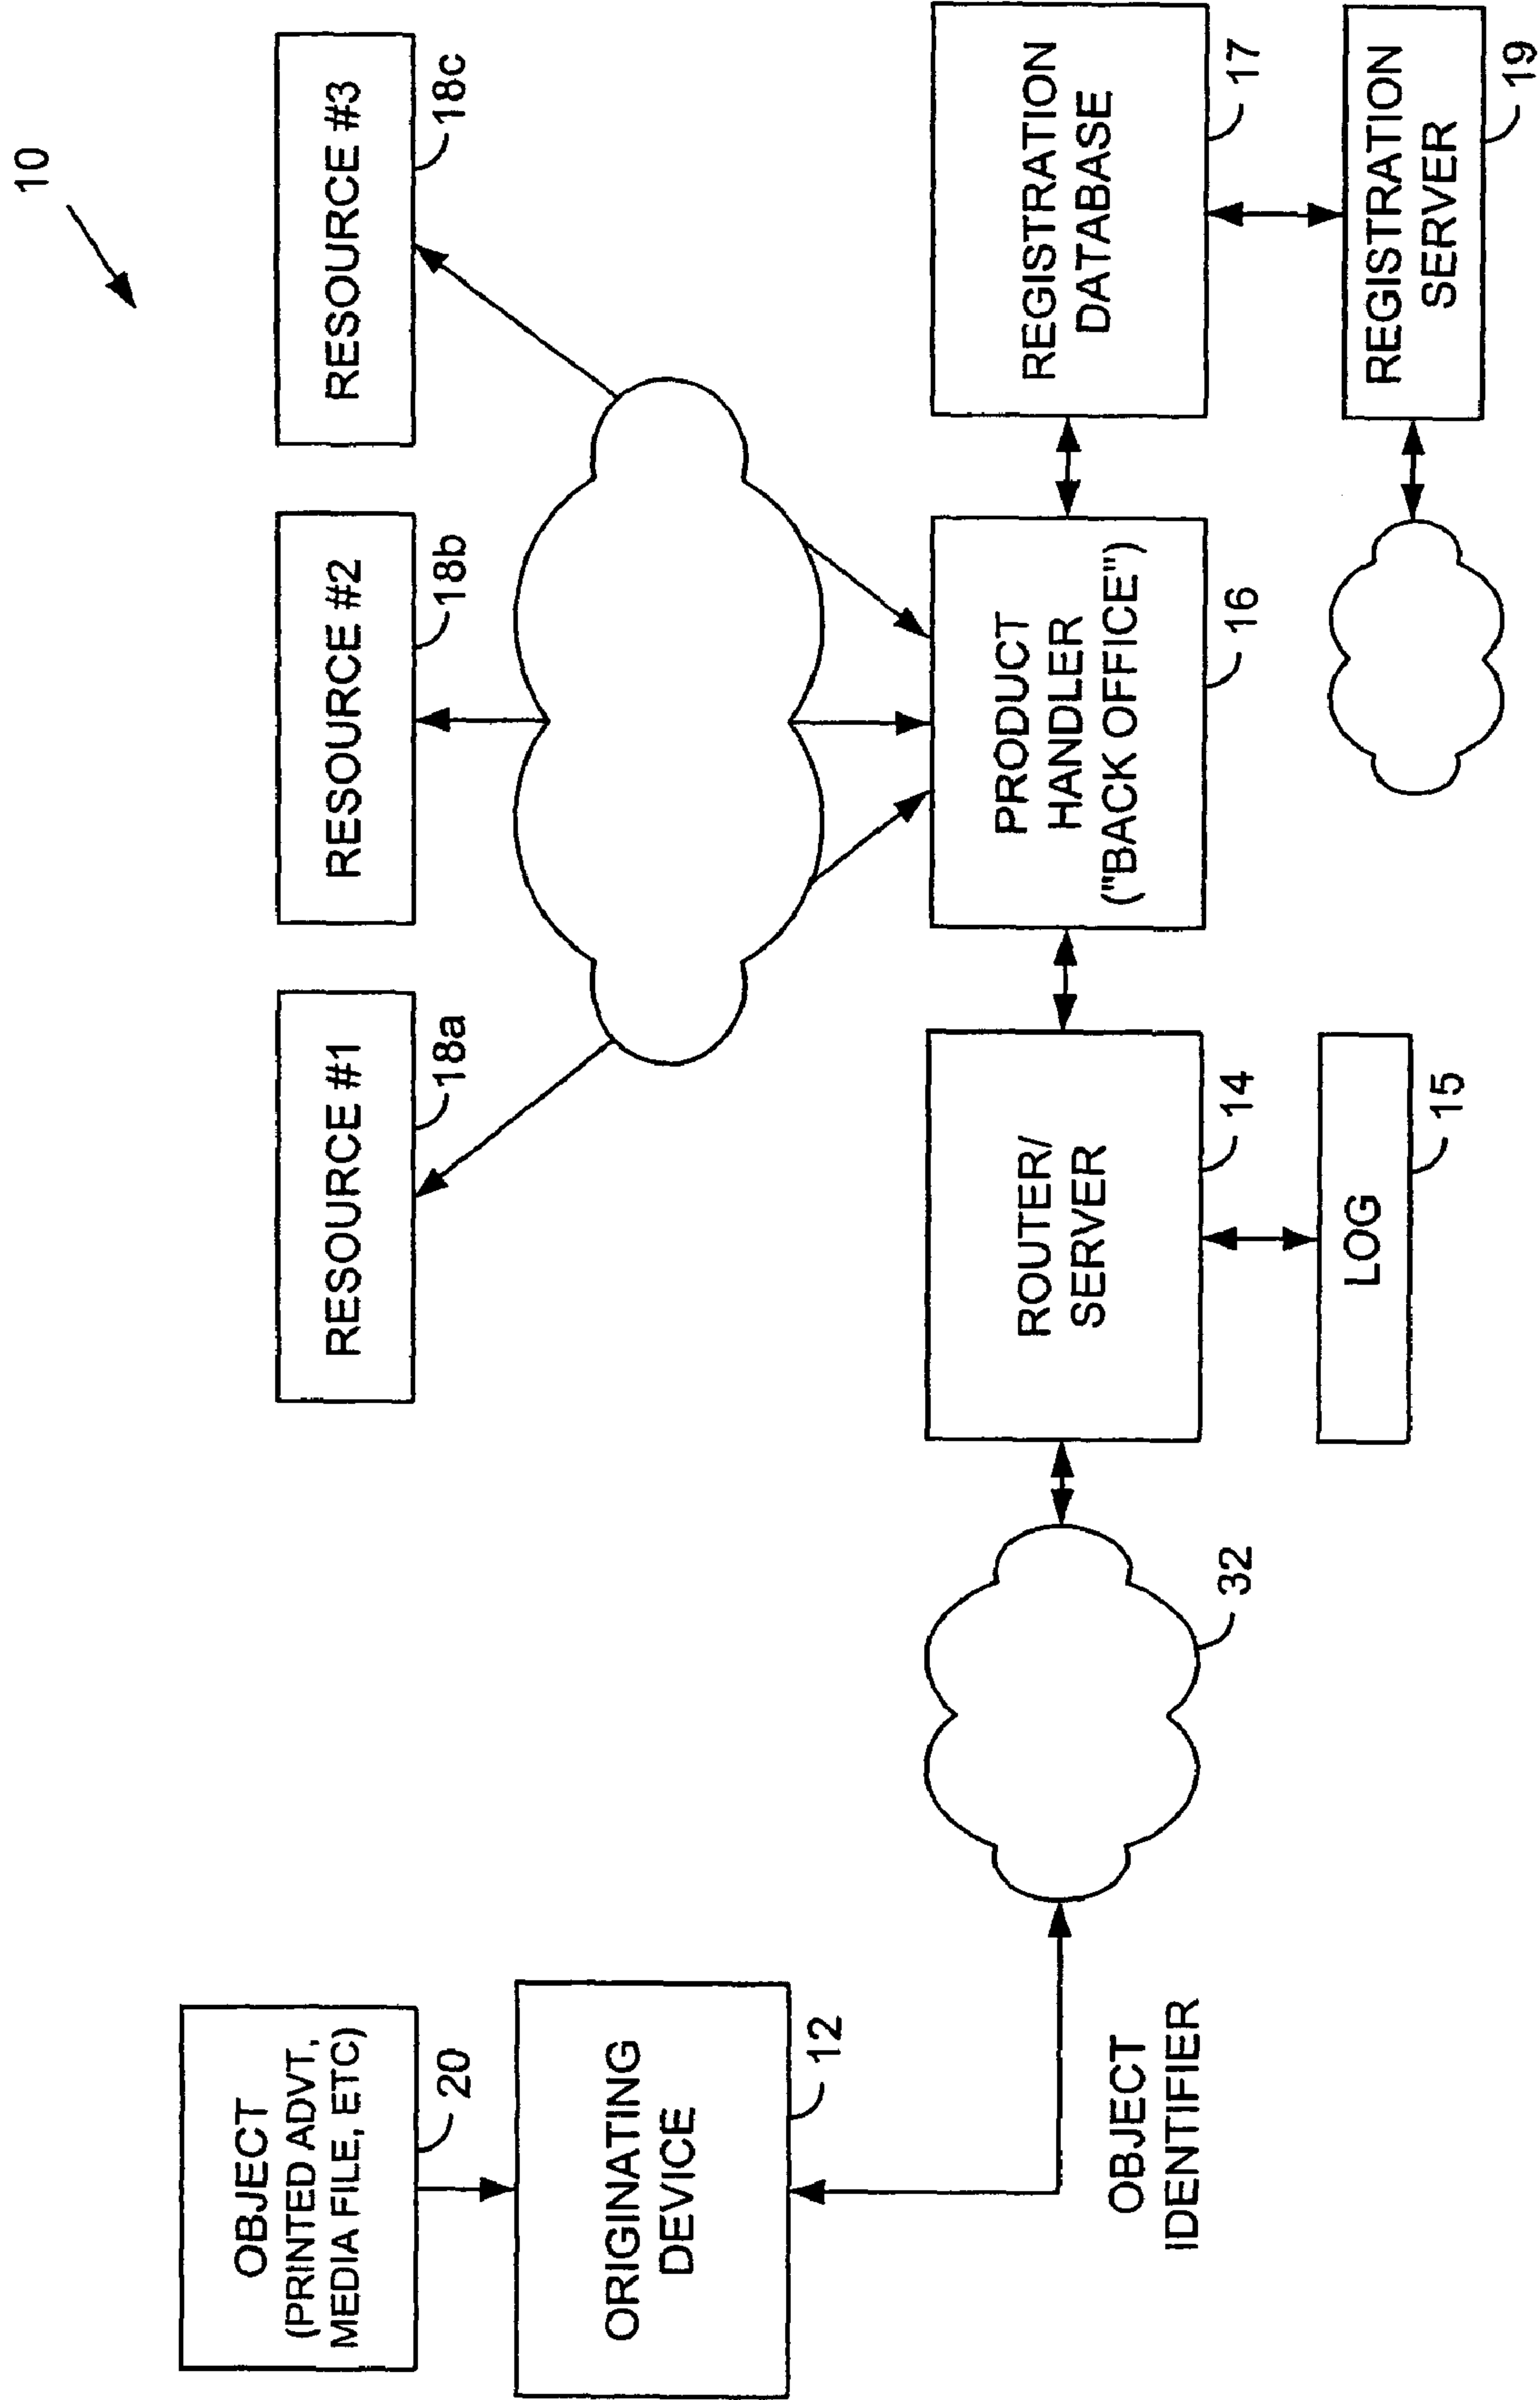 10
RESOURCE #1
18a
RESOURCE #2
18b
RESOURCE #3
18c
OBJECT
(PRINTED ADVT,
MEDIA FILE, ETC)
20
ORIGINATING
DEVICE
12
OBJECT
IDENTIFIER
32
ROUTER/
SERVER
14
LOG
15
PRODUCT
HANDLER
("BACK OFFICE")
16
REGISTRATION
DATABASE
17
REGISTRATION
SERVER
19